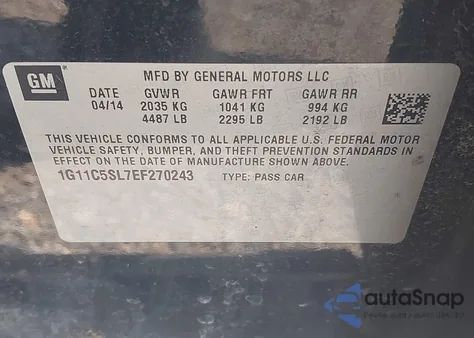 GM
MFD BY GENERAL MOTORS LLC
DATE GVWR GAWR FRT GAWR RR
04/14 2035 KG 1041 KG 994 KG
4487 LB 2295 LB 2192 LB
THIS VEHICLE CONFORMS TO ALL APPLICABLE U.S. FEDERAL MOTOR
VEHICLE SAFETY, BUMPER, AND THEFT PREVENTION STANDARDS
IN EFFECT ON THE DATE OF MANUFACTURE SHOWN ABOVE.
1G11C5SL7EF270243 TYPE: PASS CAR
autaSnap